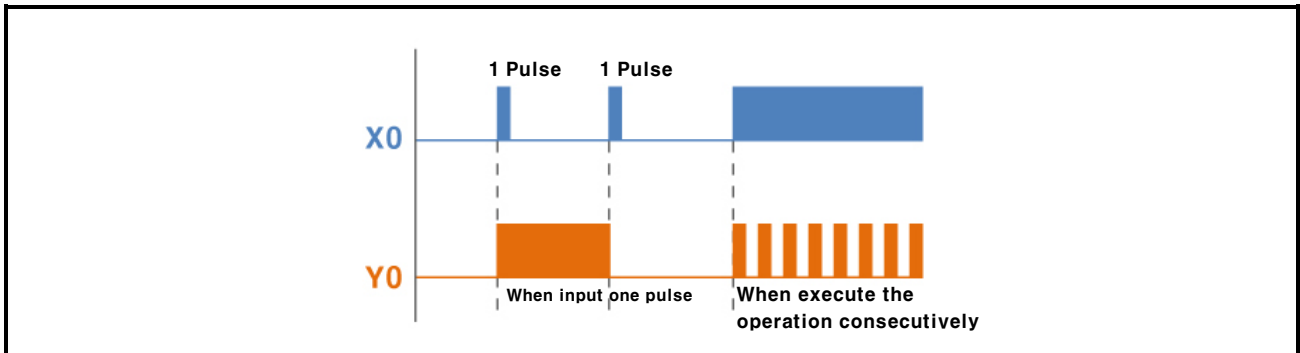 1 Pulse 1 Pulse
X0
Y0
When input one pulse
When execute the
operation consecutively